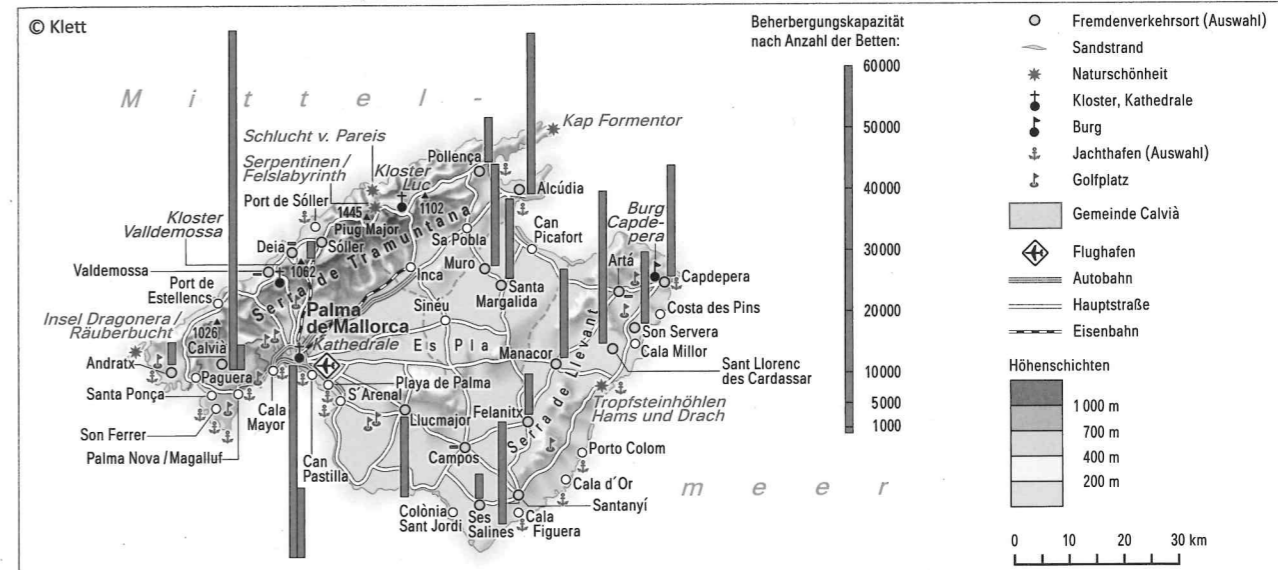 © Klett
Mittel-
meer
Schlucht v. Pareis
Serpentinen /
Felslabyrinth
Kloster
Luc
Kap Formentor
Pollença
Alcúdia
Port de Sóller
1445
Piug Major
1102
Kloster
Valldemossa
Deià
Sóller
1062
Serra de Tramuntana
Sa Pobla
Can
Picafort
Burg
Capde-
pera
Valdemossa
Port de
Estellencs
Inca
Muro
Santa
Margalida
Artá
Capdepera
Insel Dragonera /
Räuberbucht
1026
Calvià
Palma
de Mallorca
Kathedrale
Sinéu
Es Pla
Costa des Pins
Son Servera
Cala Millor
Manacor
Andratx
Paguera
Santa Ponça
Cala
Mayor
Playa de Palma
S´Arenal
Llucmajor
Felanitx
Serra de Llevant
Sant Llorenc
des Cardassar
Tropfsteinhöhlen
Hams und Drach
Son Ferrer
Palma Nova / Magalluf
Can
Pastilla
Campos
Porto Colom
Cala d´Or
Colònia
Sant Jordi
Ses
Salines
Cala
Figuera
Santanyí
Beherbergungskapazität
nach Anzahl der Betten:
60000
50000
40000
30000
20000
10000
5000
1000
Fremdenverkehrsort (Auswahl)
Sandstrand
Naturschönheit
Kloster, Kathedrale
Burg
Jachthafen (Auswahl)
Golfplatz
Gemeinde Calvià
Flughafen
Autobahn
Hauptstraße
Eisenbahn
Höhenschichten
1 000 m
700 m
400 m
200 m
0 10 20 30 km